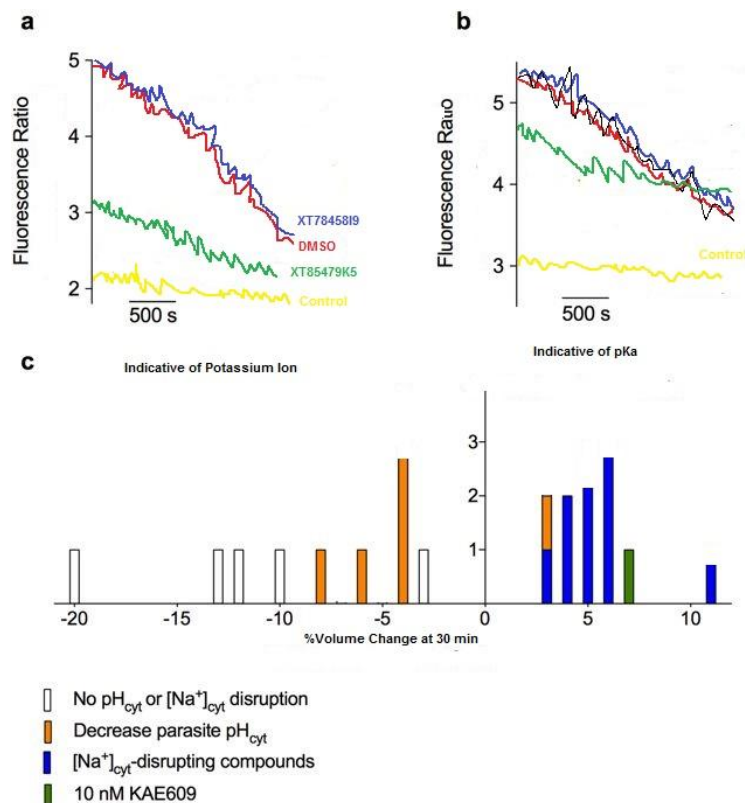 a
b
5
4
3
2
Fluorescence Ratio
XT78458I9
DMSO
XT85479K5
Control
500 s
5
4
3
Fluorescence Rauo
Control
500 s
c
Indicative of Potassium Ion
Indicative of pKa
3
2
1
-20
-15
-10
-5
0
5
10
%Volume Change at 30 min
No pHcyt or [Na+]cyt disruption
Decrease parasite pHcyt
[Na+]cyt-disrupting compounds
10 nM KAE609